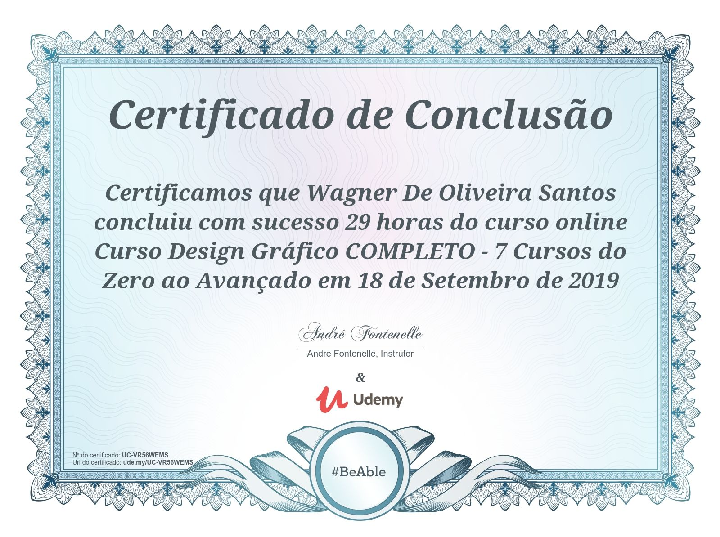 Certificado de Conclusão
Certificamos que Wagner De Oliveira Santos
concluiu com sucesso 29 horas do curso online
Curso Design Gráfico COMPLETO - 7 Cursos do
Zero ao Avançado em 18 de Setembro de 2019
André Fontenelle
Andre Fontenelle, Instrutor
&
Udemy
Nº do certificado: UC-VR58WEMS
Url do certificado: ude.my/UC-VR58WEMS
#BeAble